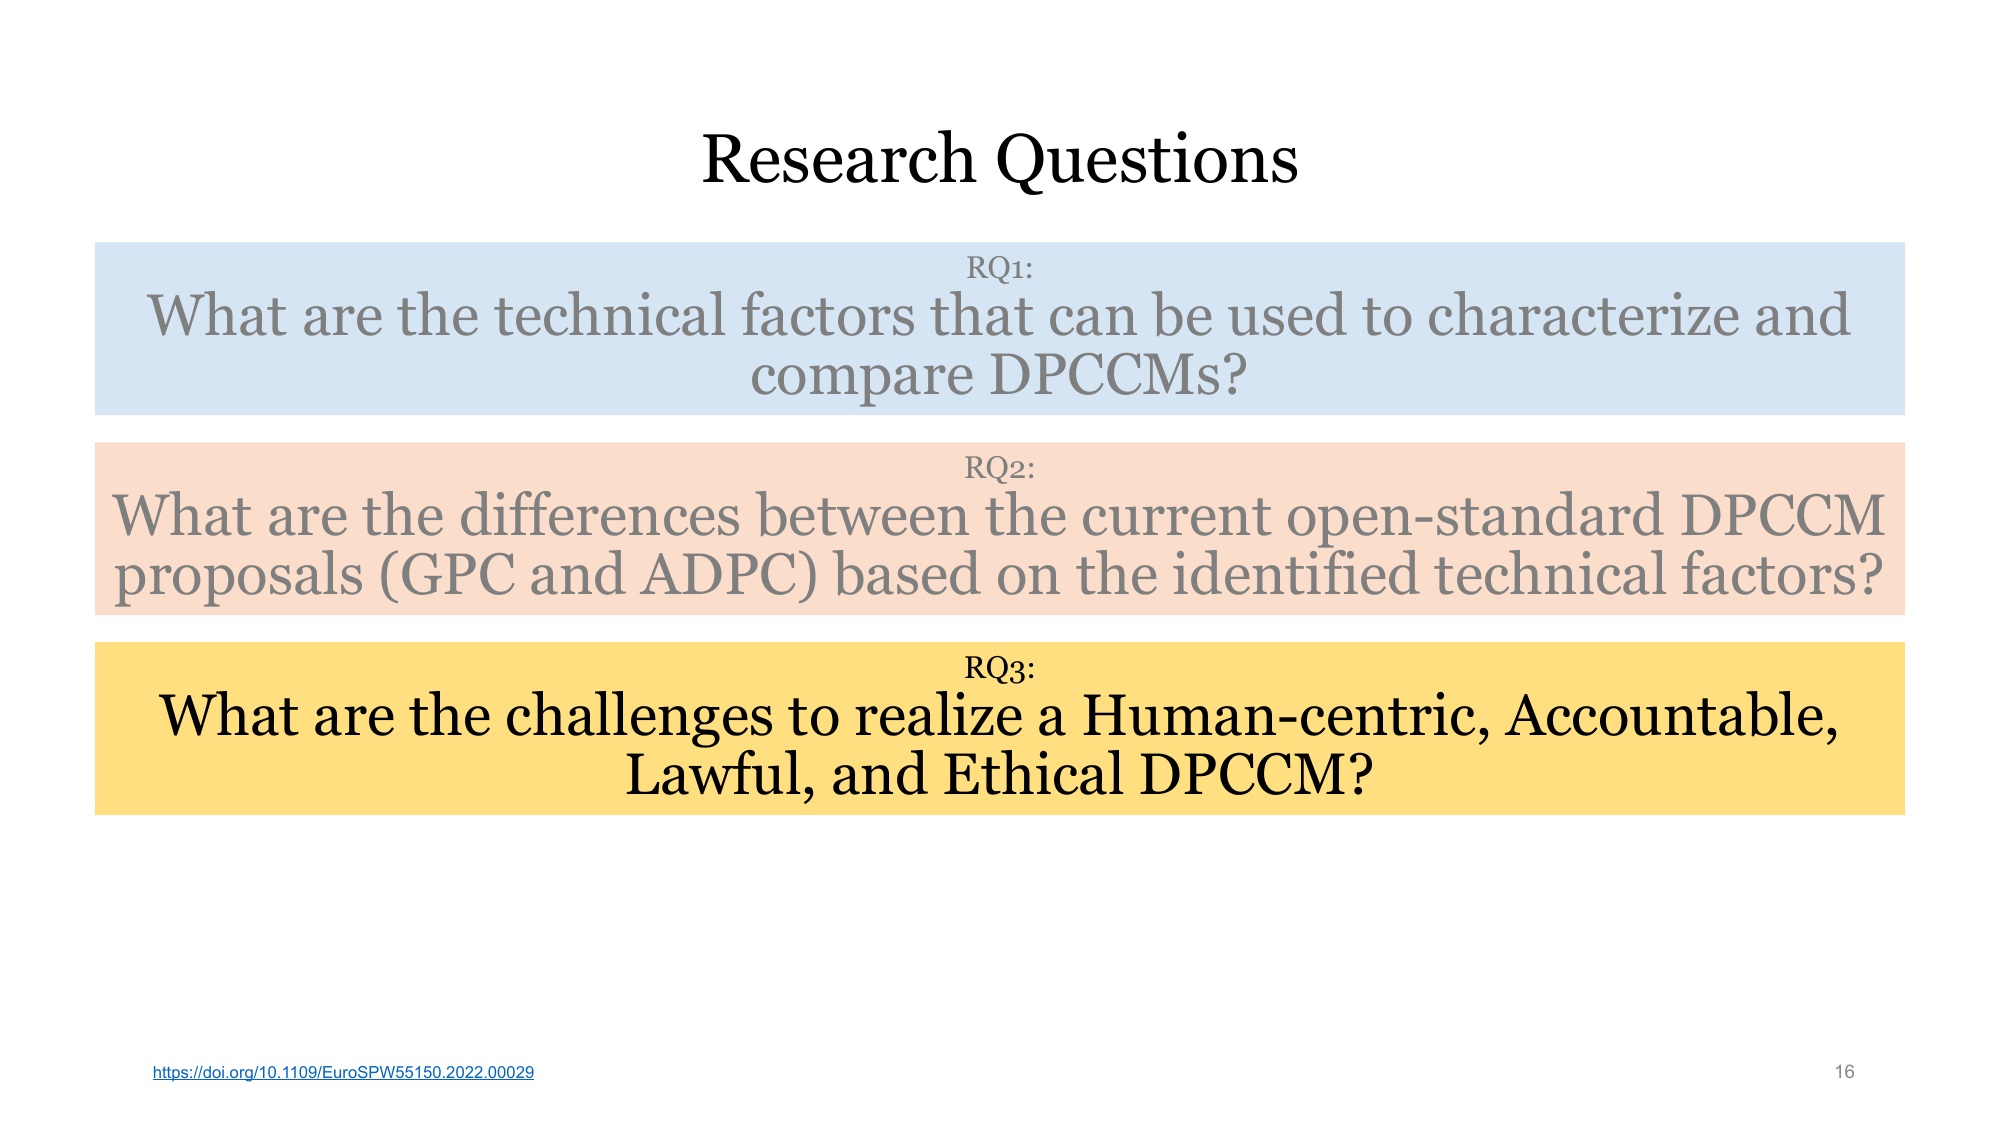 Research Questions
RQ1:
What are the technical factors that can be used to characterize and
compare DPCCMs?
RQ2:
What are the differences between the current open-standard DPCCM
proposals (GPC and ADPC) based on the identified technical factors?
RQ3:
What are the challenges to realize a Human-centric, Accountable,
Lawful, and Ethical DPCCM?
https://doi.org/10.1109/EuroSPW55150.2022.00029
16